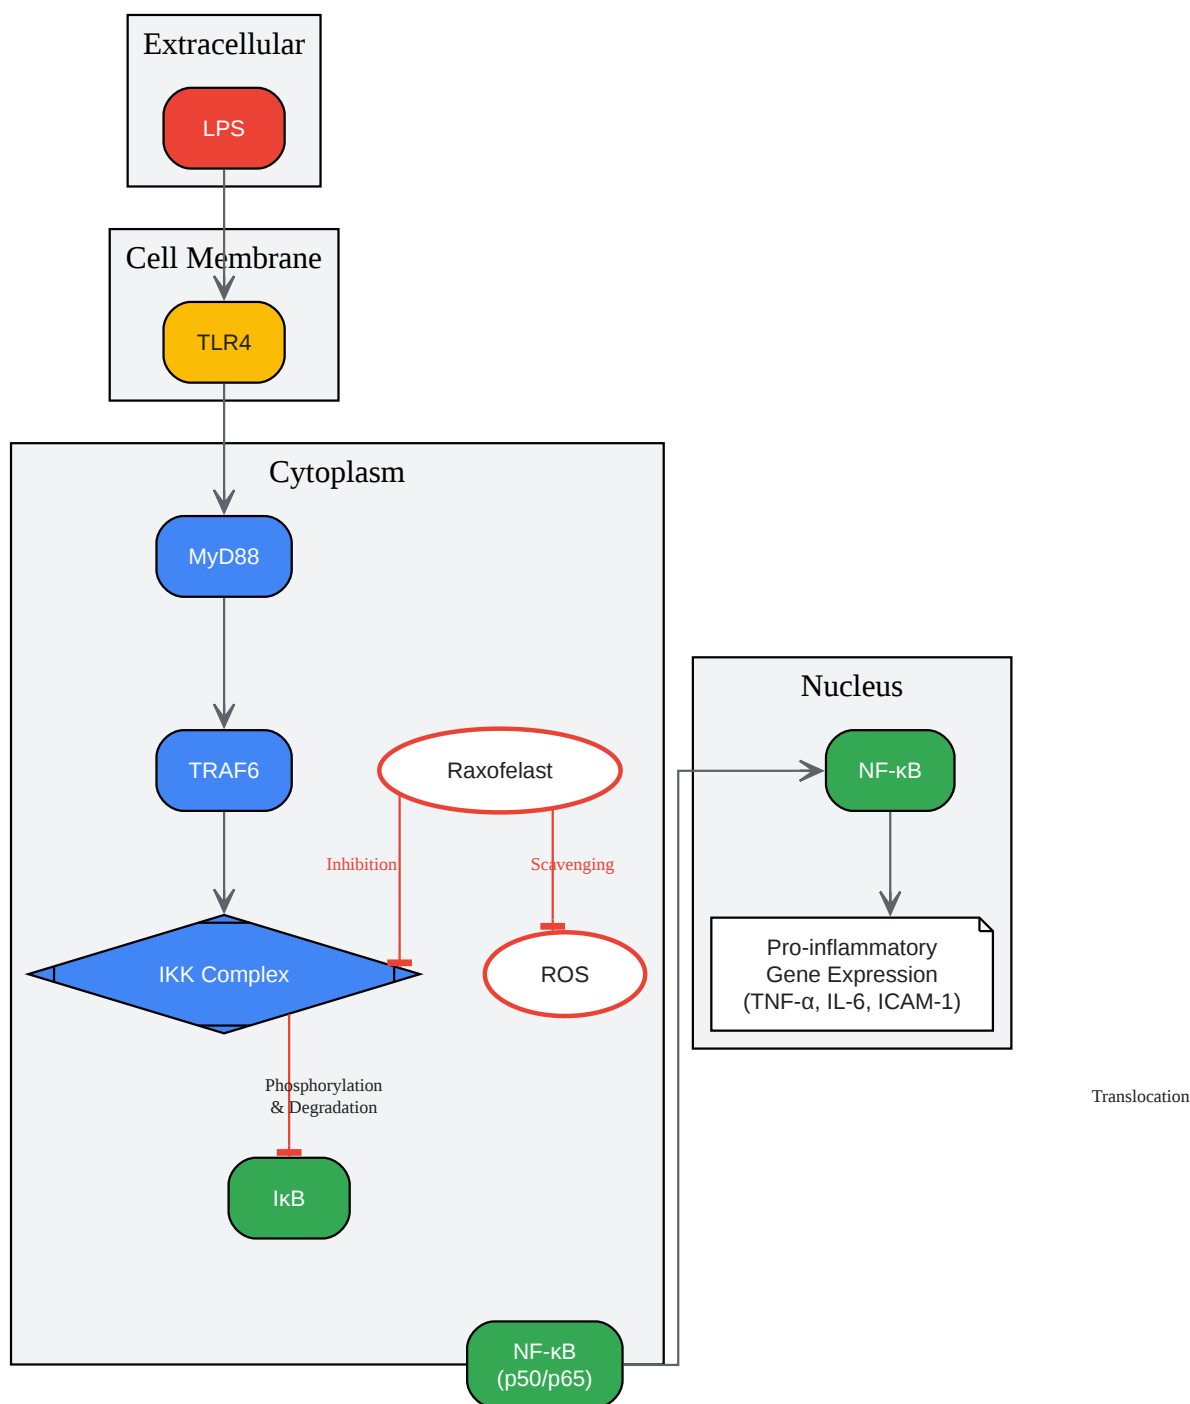 Extracellular
LPS
Cell Membrane
TLR4
Cytoplasm
MyD88
TRAF6
Raxofelast
Inhibition
Scavenging
IKK Complex
ROS
Phosphorylation
& Degradation
IκB
NF-κB
(p50/p65)
Nucleus
NF-κB
Pro-inflammatory
Gene Expression
(TNF-α, IL-6, ICAM-1)
Translocation